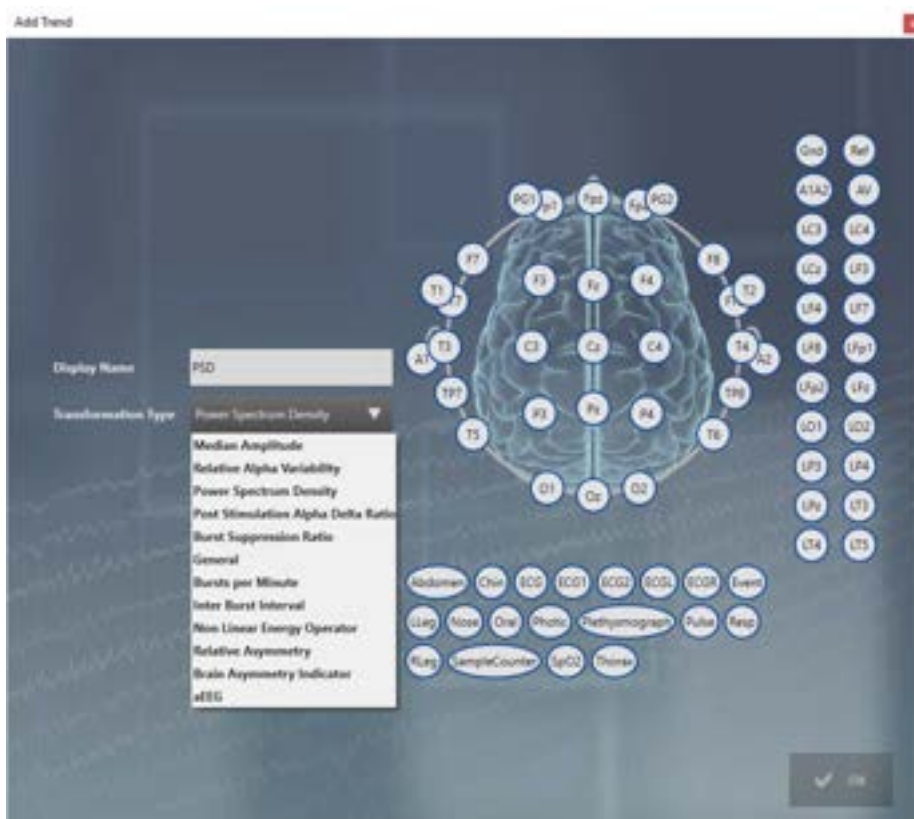 Add Trend
Gnd Ref
A1A2 AV
PG1 Fp1 Fpz PG2
LC3 LC4
F7 F8
LCz LF3
F3 Fz F4
T1 T2
LF4 LF7
T3 C3 Cz C4 T4
LF8 LFp1
A1 A2
Display Name PSD
TP7 TP8
LFp2 LFz
Transformation Type Power Spectrum Density
P3 Pz P4
LO1 LO2
T5 T6
Median Amplitude
Relative Alpha Variability
LP3 LP4
Power Spectrum Density
O1 Oz O2
LPz LT3
Post Stimulation Alpha Delta Ratio
Burst Suppression Ratio
LT4 LT5
General
Bursts per Minute
Abdomen Chin ECG ECG1 ECG2 ECGL ECGR Event
Inter Burst Interval
Non Linear Energy Operator
LLeg Nose Oral Photic Plethysmograph Pulse Resp
Relative Asymmetry
RLeg SampleCounter SpO2 Thorax
Brain Asymmetry Indicator
aEEG